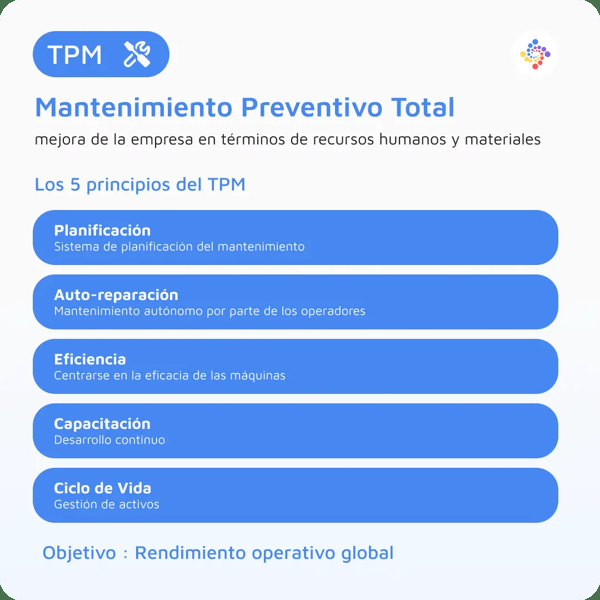 TPM
Mantenimiento Preventivo Total
mejora de la empresa en términos de recursos humanos y materiales
Los 5 principios del TPM
Planificación
Sistema de planificación del mantenimiento
Auto-reparación
Mantenimiento autónomo por parte de los operadores
Eficiencia
Centrarse en la eficacia de las máquinas
Capacitación
Desarrollo continuo
Ciclo de Vida
Gestión de activos
Objetivo : Rendimiento operativo global